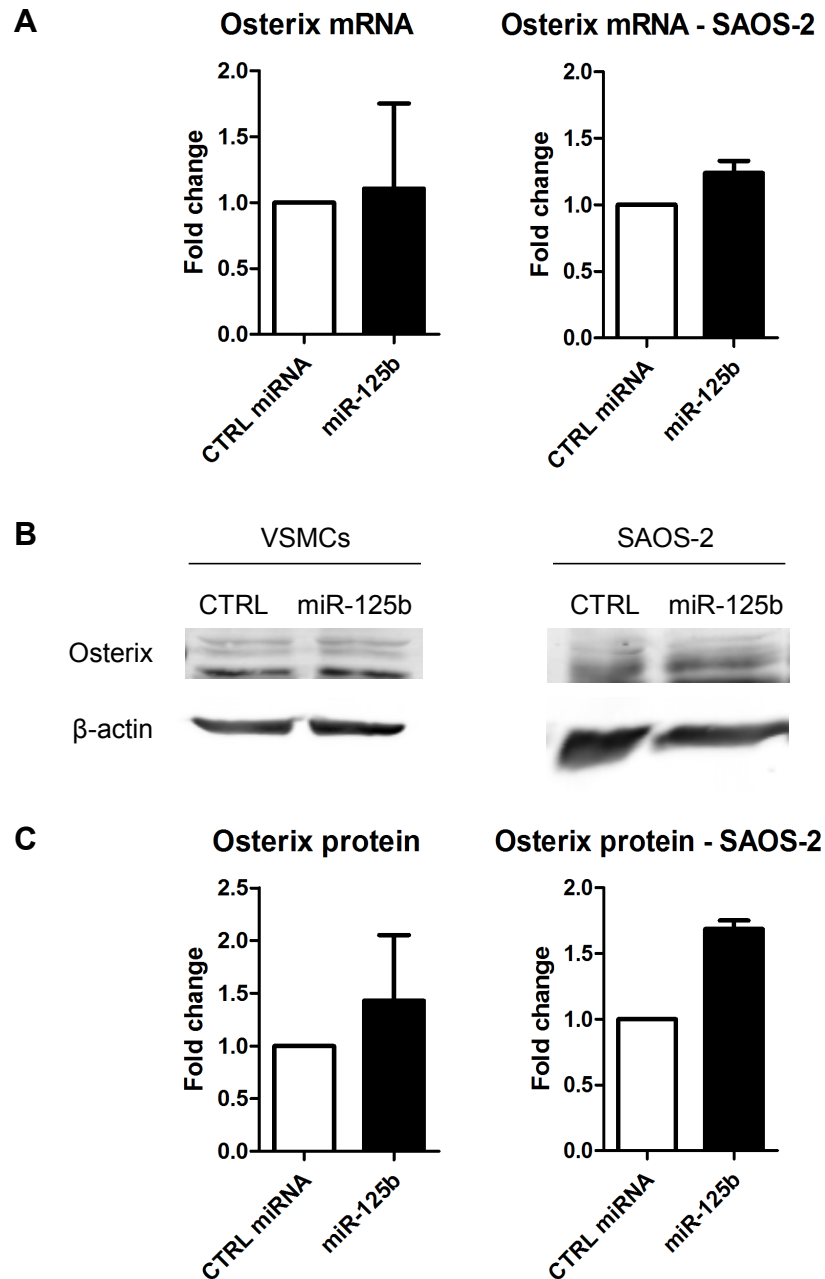 A
Osterix mRNA
Osterix mRNA - SAOS-2
Fold change
2.0
1.5
1.0
0.5
0.0
CTRL miRNA
miR-125b
Fold change
2.0
1.5
1.0
0.5
0.0
CTRL miRNA
miR-125b
B
VSMCs
SAOS-2
CTRL miR-125b
CTRL miR-125b
Osterix
β-actin
C
Osterix protein
Osterix protein - SAOS-2
Fold change
2.5
2.0
1.5
1.0
0.5
0.0
CTRL miRNA
miR-125b
Fold change
2.0
1.5
1.0
0.5
0.0
CTRL miRNA
miR-125b